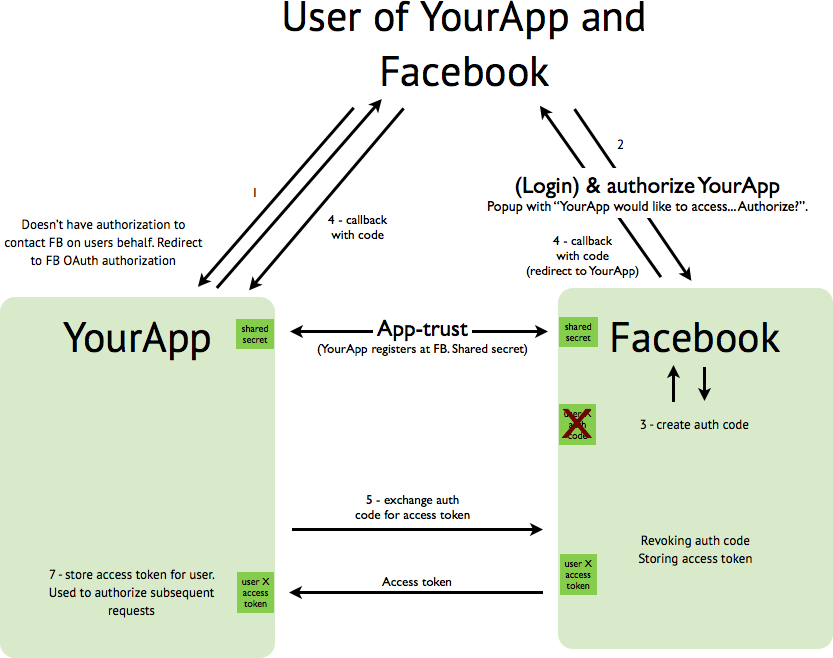 User of YourApp and
Facebook
1
2
(Login) & authorize YourApp
Popup with “YourApp would like to access... Authorize?”.
Doesn't have authorization to
contact FB on users behalf. Redirect
to FB OAuth authorization
4 - callback
with code
4 - callback
with code
(redirect to YourApp)
YourApp
shared
secret
App-trust
(YourApp registers at FB. Shared secret)
shared
secret
Facebook
user X
auth
code
3 - create auth code
5 - exchange auth
code for access token
Revoking auth code
Storing access token
7 - store access token for user.
Used to authorize subsequent
requests
user X
access
token
Access token
user X
access
token